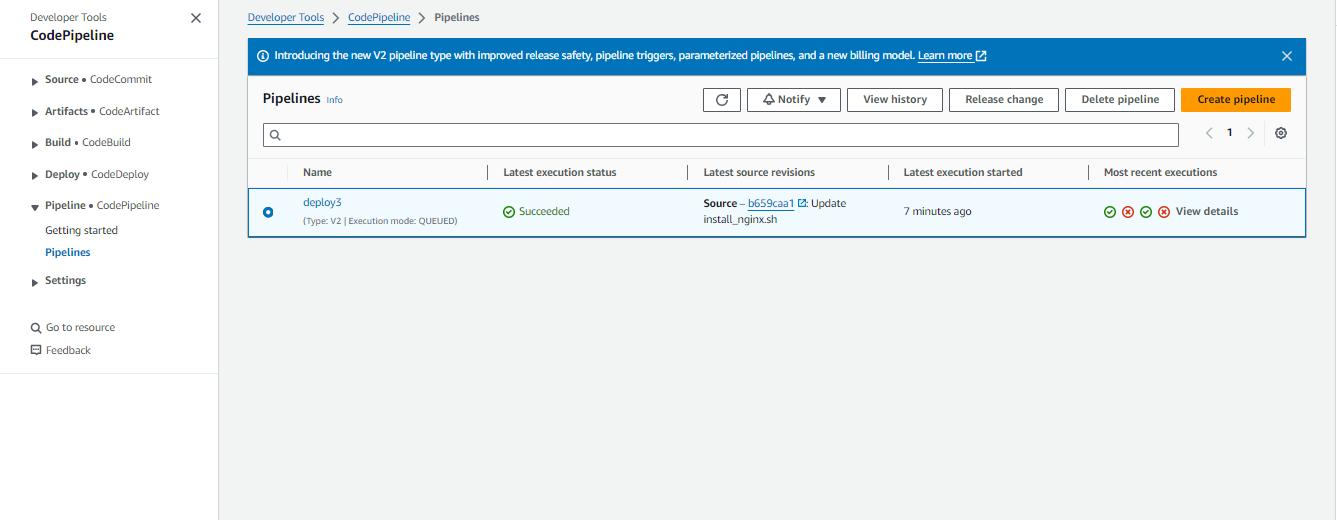 Developer Tools
CodePipeline
Source • CodeCommit
Artifacts • CodeArtifact
Build • CodeBuild
Deploy • CodeDeploy
Pipeline • CodePipeline
Getting started
Pipelines
Settings
Go to resource
Feedback
Developer Tools > CodePipeline > Pipelines
Introducing the new V2 pipeline type with improved release safety, pipeline triggers, parameterized pipelines, and a new billing model. Learn more
Pipelines Info
Notify View history Release change Delete pipeline Create pipeline
1
Name Latest execution status Latest source revisions Latest execution started Most recent executions
deploy3
(Type: V2 | Execution mode: QUEUED)
Succeeded
Source – b659caa1: Update
install_nginx.sh
7 minutes ago
View details